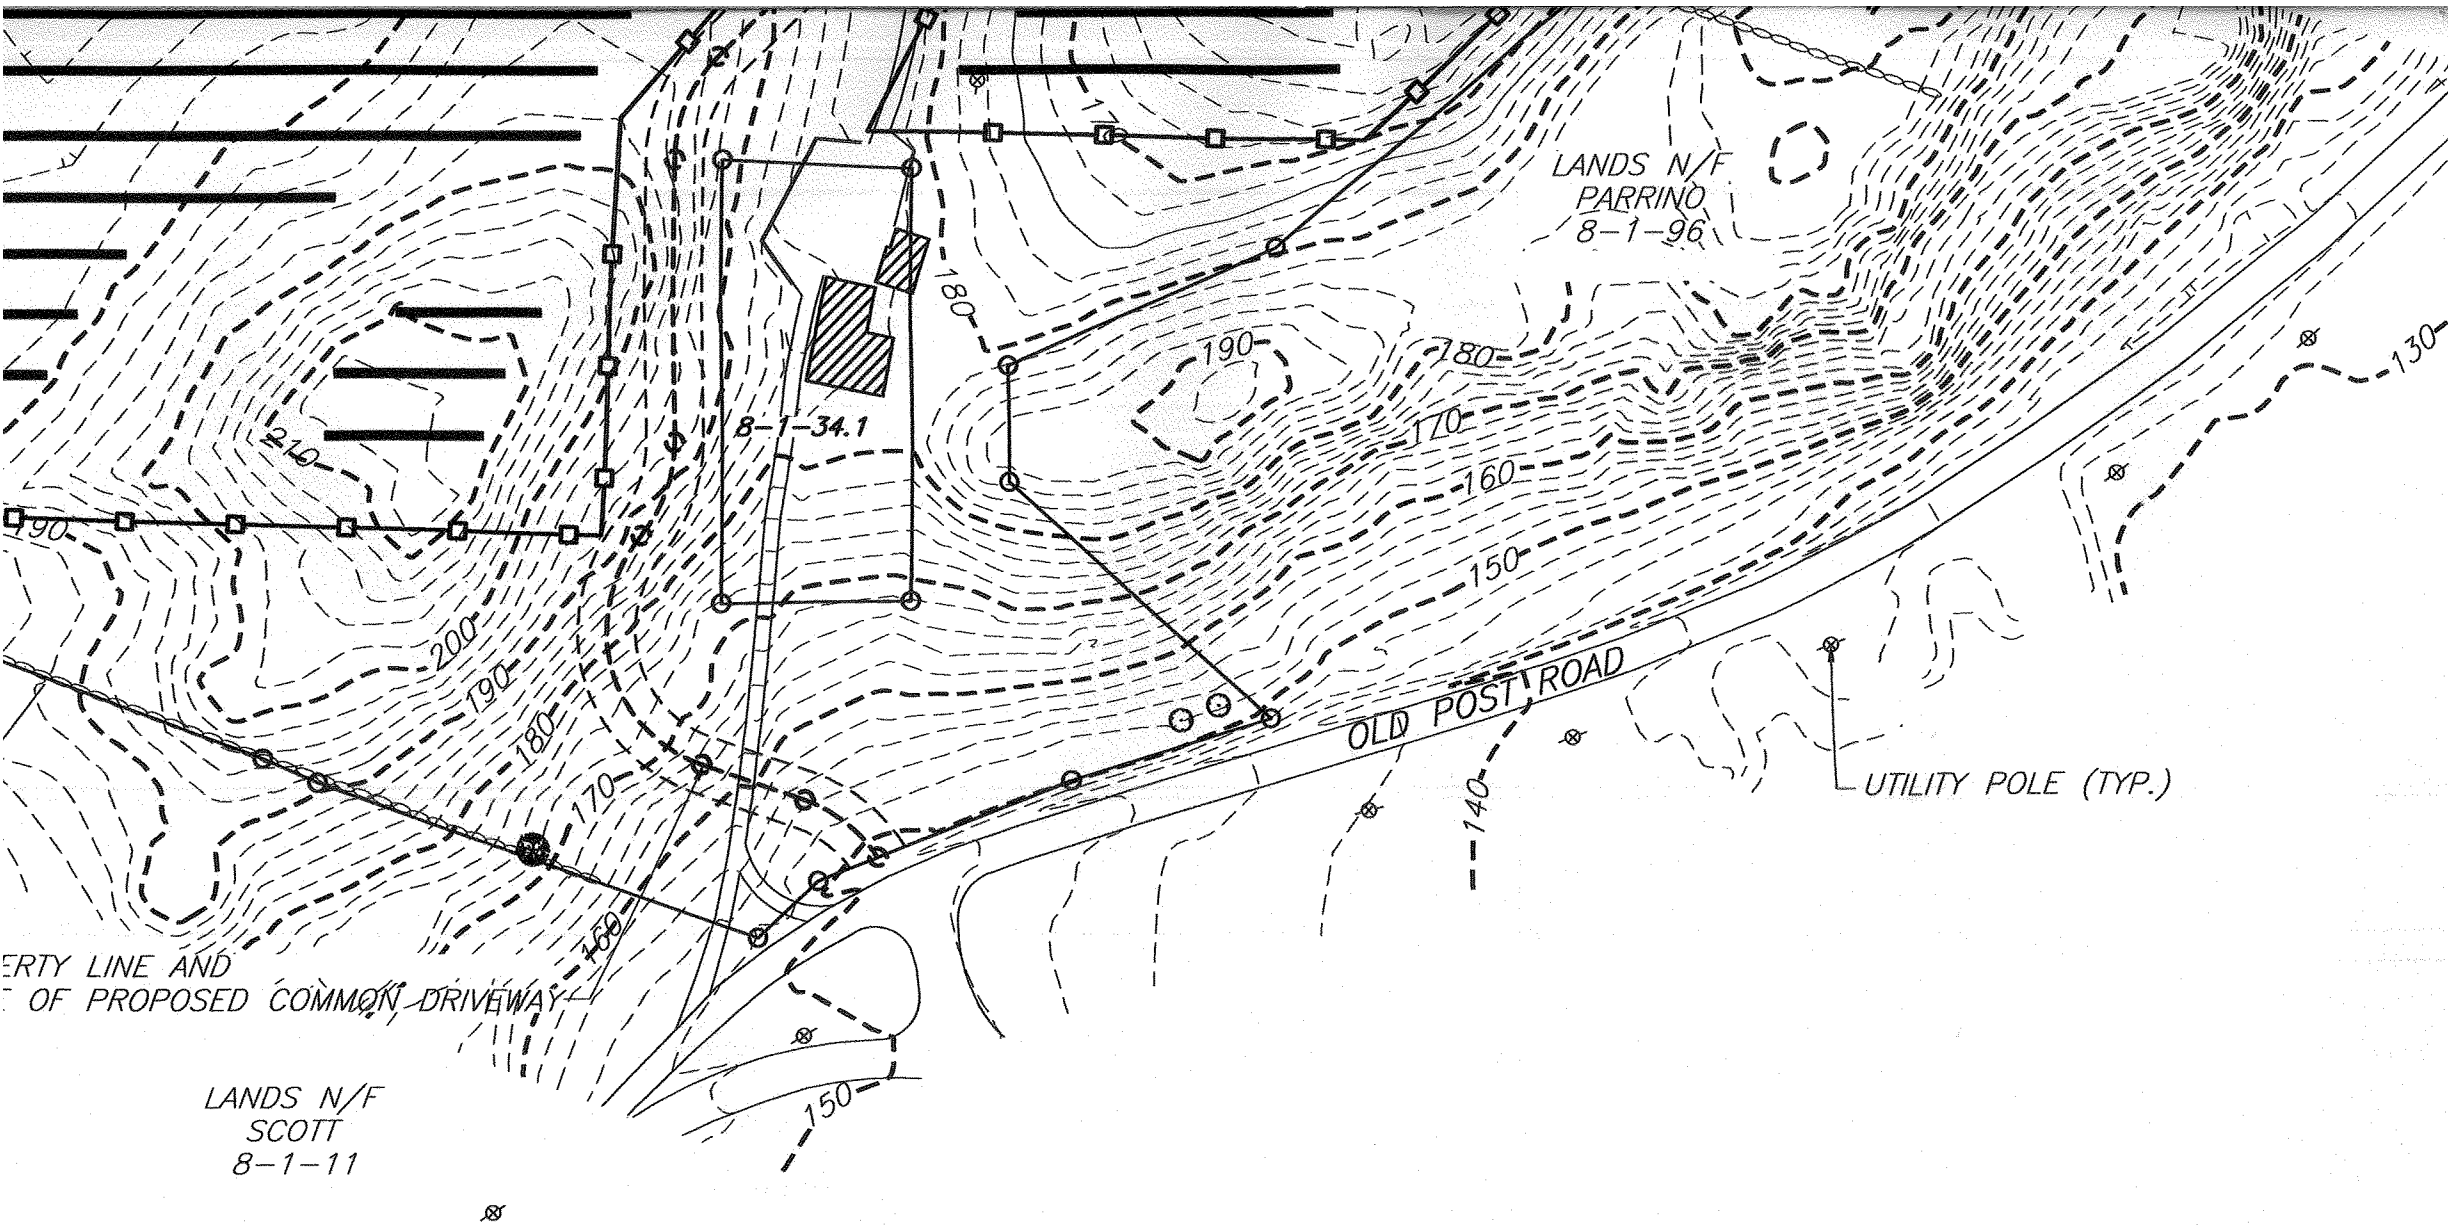 LANDS N/F
PARRINO
8-1-96
180
190
180
130
170
8-1-34.1
210
160
190
150
200
190
OLD POST ROAD
180
170
140
UTILITY POLE (TYP.)
160
ERTY LINE AND
OF PROPOSED COMMON DRIVEWAY
LANDS N/F
SCOTT
8-1-11
150